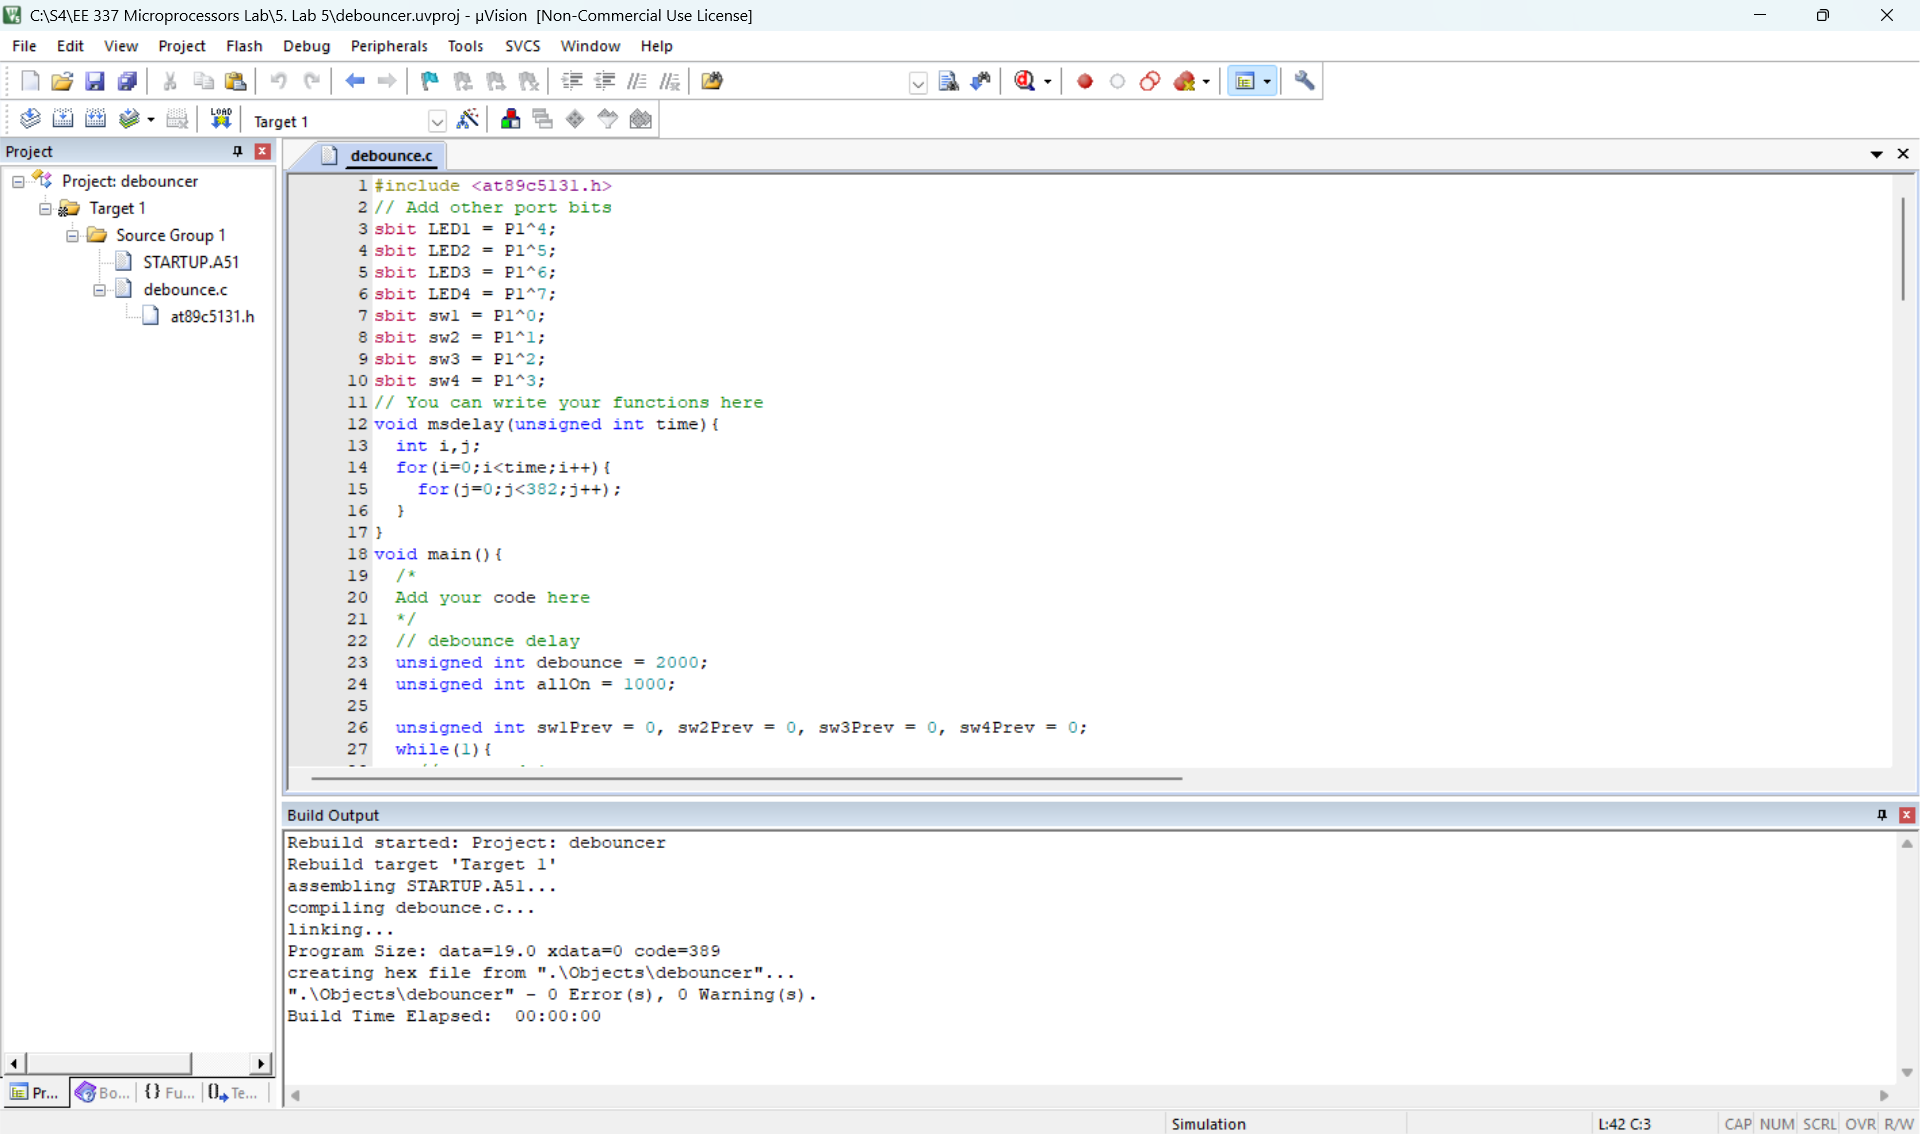 C:\S4\EE 337 Microprocessors Lab\5. Lab 5\debouncer.uvproj - µVision  [Non-Commercial Use License]
File Edit View Project Flash Debug Peripherals Tools SVCS Window Help
LOAD Target 1
Project
Project: debouncer
Target 1
Source Group 1
STARTUP.A51
debounce.c
at89c5131.h
Pr... Bo... {} Fu... Te...
debounce.c
1 #include <at89c5131.h>
2 // Add other port bits
3 sbit LED1 = P1^4;
4 sbit LED2 = P1^5;
5 sbit LED3 = P1^6;
6 sbit LED4 = P1^7;
7 sbit sw1 = P1^0;
8 sbit sw2 = P1^1;
9 sbit sw3 = P1^2;
10 sbit sw4 = P1^3;
11 // You can write your functions here
12 void msdelay(unsigned int time){
13   int i,j;
14   for(i=0;i<time;i++){
15     for(j=0;j<382;j++);
16   }
17 }
18 void main(){
19   /*
20   Add your code here
21   */
22   // debounce delay
23   unsigned int debounce = 2000;
24   unsigned int allOn = 1000;
25
26   unsigned int sw1Prev = 0, sw2Prev = 0, sw3Prev = 0, sw4Prev = 0;
27   while(1){
Build Output
Rebuild started: Project: debouncer
Rebuild target 'Target 1'
assembling STARTUP.A51...
compiling debounce.c...
linking...
Program Size: data=19.0 xdata=0 code=389
creating hex file from ".\Objects\debouncer"...
".\Objects\debouncer" - 0 Error(s), 0 Warning(s).
Build Time Elapsed:  00:00:00
Simulation L:42 C:3 CAP NUM SCRL OVR R/W